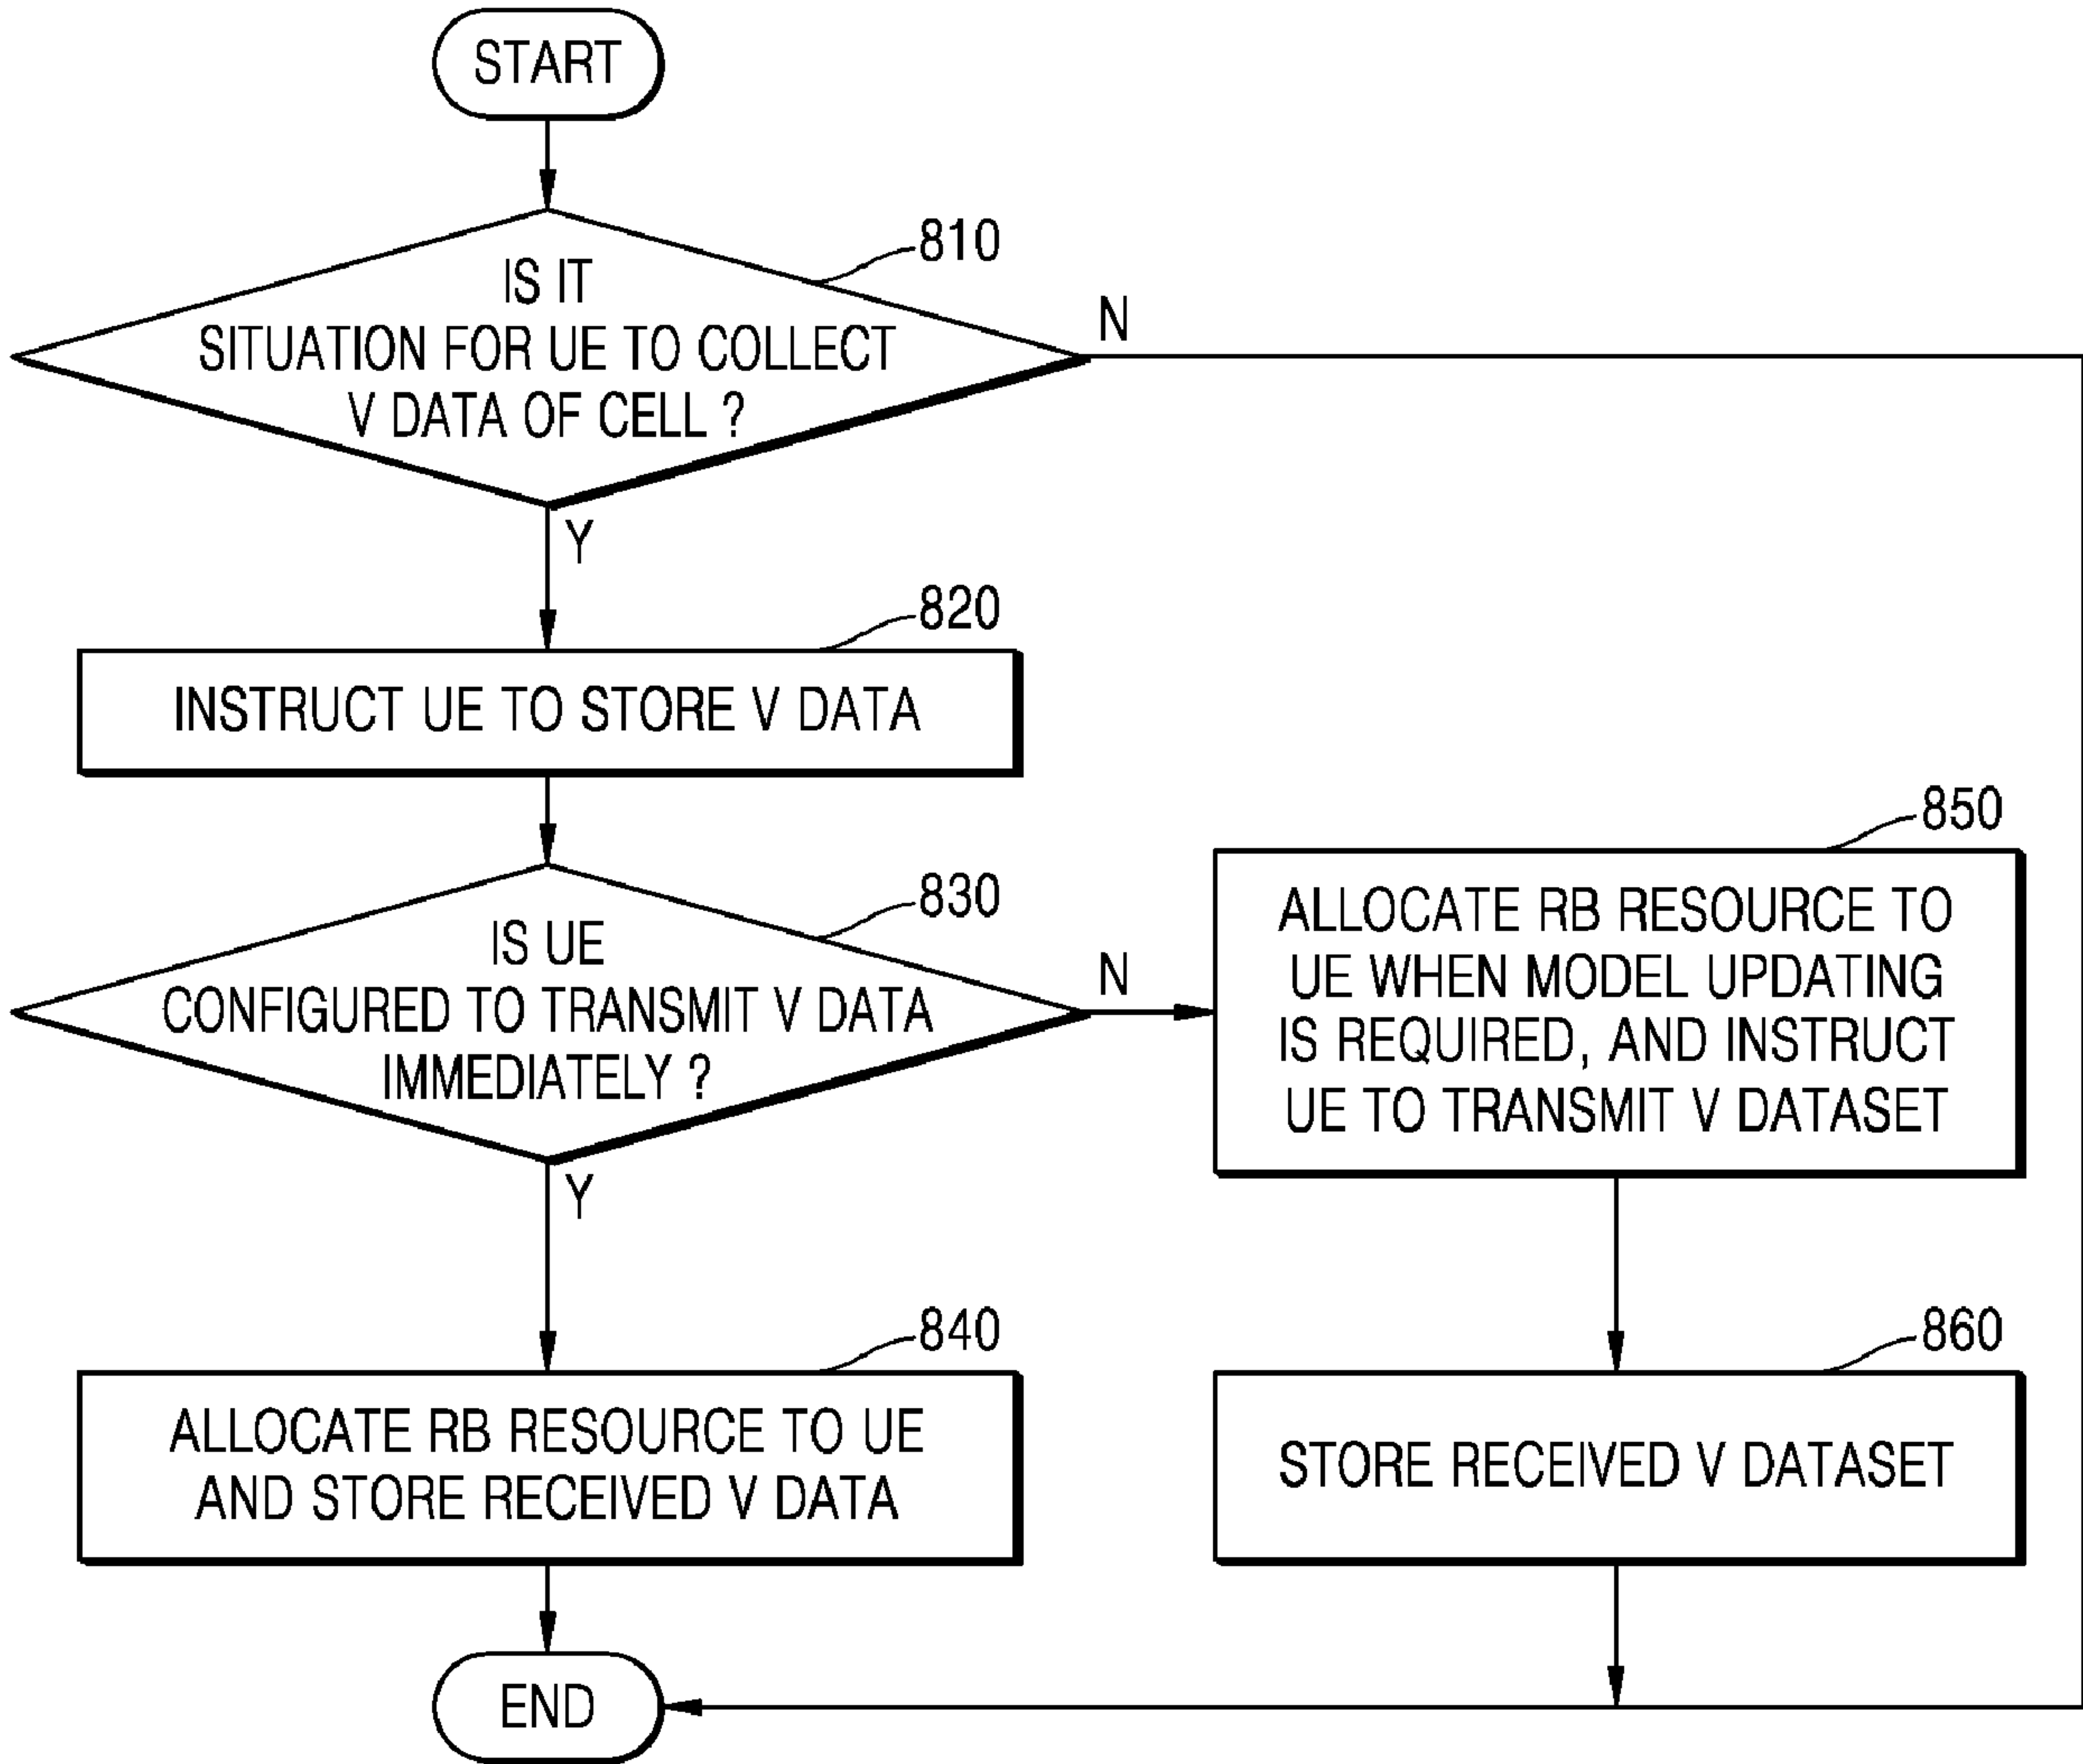 START
810
IS IT
SITUATION FOR UE TO COLLECT
V DATA OF CELL ?
N
Y
820
INSTRUCT UE TO STORE V DATA
830
IS UE
CONFIGURED TO TRANSMIT V DATA
IMMEDIATELY ?
N
Y
850
ALLOCATE RB RESOURCE TO
UE WHEN MODEL UPDATING
IS REQUIRED, AND INSTRUCT
UE TO TRANSMIT V DATASET
840
ALLOCATE RB RESOURCE TO UE
AND STORE RECEIVED V DATA
860
STORE RECEIVED V DATASET
END